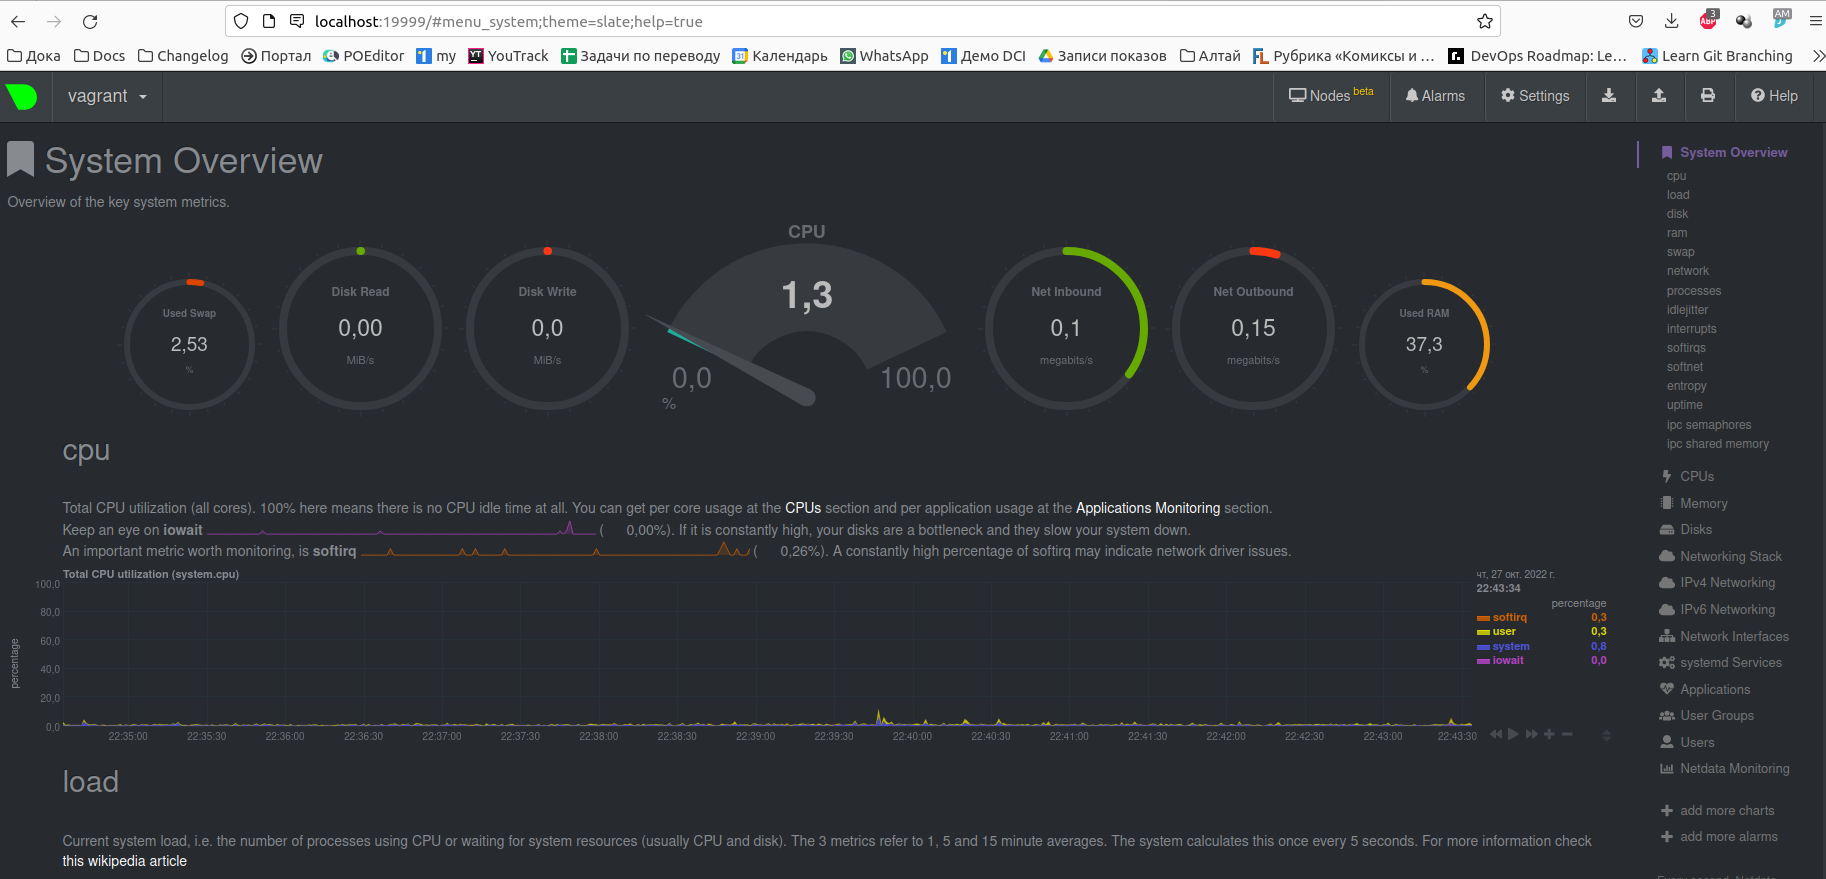 localhost:19999/#menu_system;theme=slate;help=true
3
AM
ABP
Дока
Docs
Changelog
Портал
POEditor
my
YouTrack
Задачи по переводу
Календарь
WhatsApp
Демо DCI
Записи показов
Алтай
Рубрика «Комиксы и ...
DevOps Roadmap: Le...
Learn Git Branching
vagrant
Nodes beta
Alarms
Settings
Help
System Overview
Overview of the key system metrics.
Used Swap
2,53
%
Disk Read
0,00
MiB/s
Disk Write
0,0
MiB/s
CPU
1,3
0,0
100,0
%
Net Inbound
0,1
megabits/s
Net Outbound
0,15
megabits/s
Used RAM
37,3
%
cpu
Total CPU utilization (all cores). 100% here means there is no CPU idle time at all. You can get per core usage at the CPUs section and per application usage at the Applications Monitoring section.
Keep an eye on iowait ( 0,00%). If it is constantly high, your disks are a bottleneck and they slow your system down.
An important metric worth monitoring, is softirq ( 0,26%). A constantly high percentage of softirq may indicate network driver issues.
Total CPU utilization (system.cpu)
percentage
100,0
80,0
60,0
40,0
20,0
0,0
22:35:00 22:35:30 22:36:00 22:36:30 22:37:00 22:37:30 22:38:00 22:38:30 22:39:00 22:39:30 22:40:00 22:40:30 22:41:00 22:41:30 22:42:00 22:42:30 22:43:00 22:43:30
чт, 27 окт. 2022 г.
22:43:34
percentage
softirq 0,3
user 0,3
system 0,8
iowait 0,0
load
Current system load, i.e. the number of processes using CPU or waiting for system resources (usually CPU and disk). The 3 metrics refer to 1, 5 and 15 minute averages. The system calculates this once every 5 seconds. For more information check
this wikipedia article
System Overview
cpu
load
disk
ram
swap
network
processes
idlejitter
interrupts
softirqs
softnet
entropy
uptime
ipc semaphores
ipc shared memory
CPUs
Memory
Disks
Networking Stack
IPv4 Networking
IPv6 Networking
Network Interfaces
systemd Services
Applications
User Groups
Users
Netdata Monitoring
add more charts
add more alarms